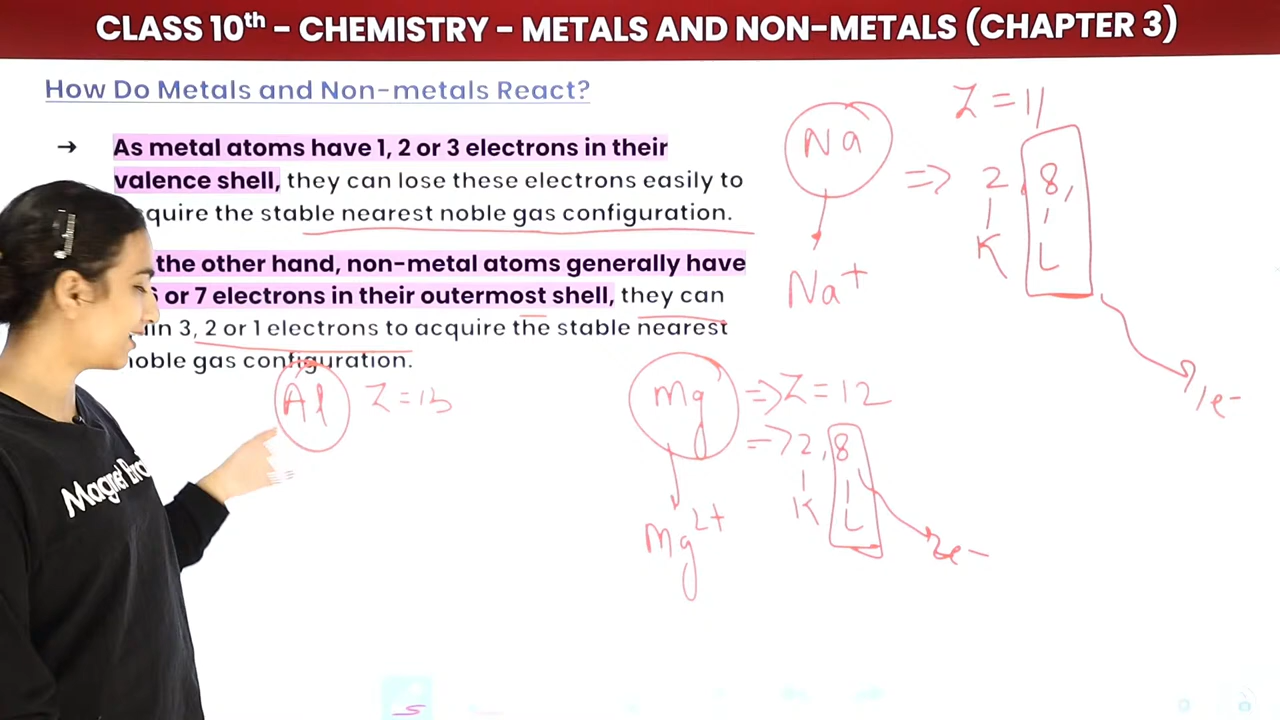 CLASS 10th - CHEMISTRY - METALS AND NON-METALS (CHAPTER 3)
How Do Metals and Non-metals React?
→ As metal atoms have 1, 2 or 3 electrons in their
valence shell, they can lose these electrons easily to
quire the stable nearest noble gas configuration.
the other hand, non-metal atoms generally have
or 7 electrons in their outermost shell, they can
in 3, 2 or 1 electrons to acquire the stable nearest
noble gas configuration.
Na
Z = 11
⇒ 2, 8,
K L
Na+
1e-
Al Z = 13
Mg ⇒ Z = 12
⇒ 2, 8
K L
Mg2+
2e-
Magnet Bra